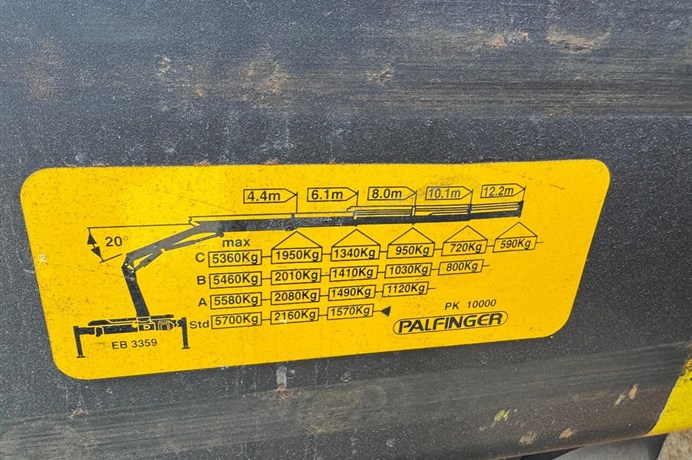 4.4m 6.1m 8.0m 10.1m 12.2m
20° max
C 5360Kg 1950Kg 1340Kg 950Kg 720Kg 590Kg
B 5460Kg 2010Kg 1410Kg 1030Kg 800Kg
A 5580Kg 2080Kg 1490Kg 1120Kg
Std 5700Kg 2160Kg 1570Kg
PK 10000
EB 3359
PALFINGER